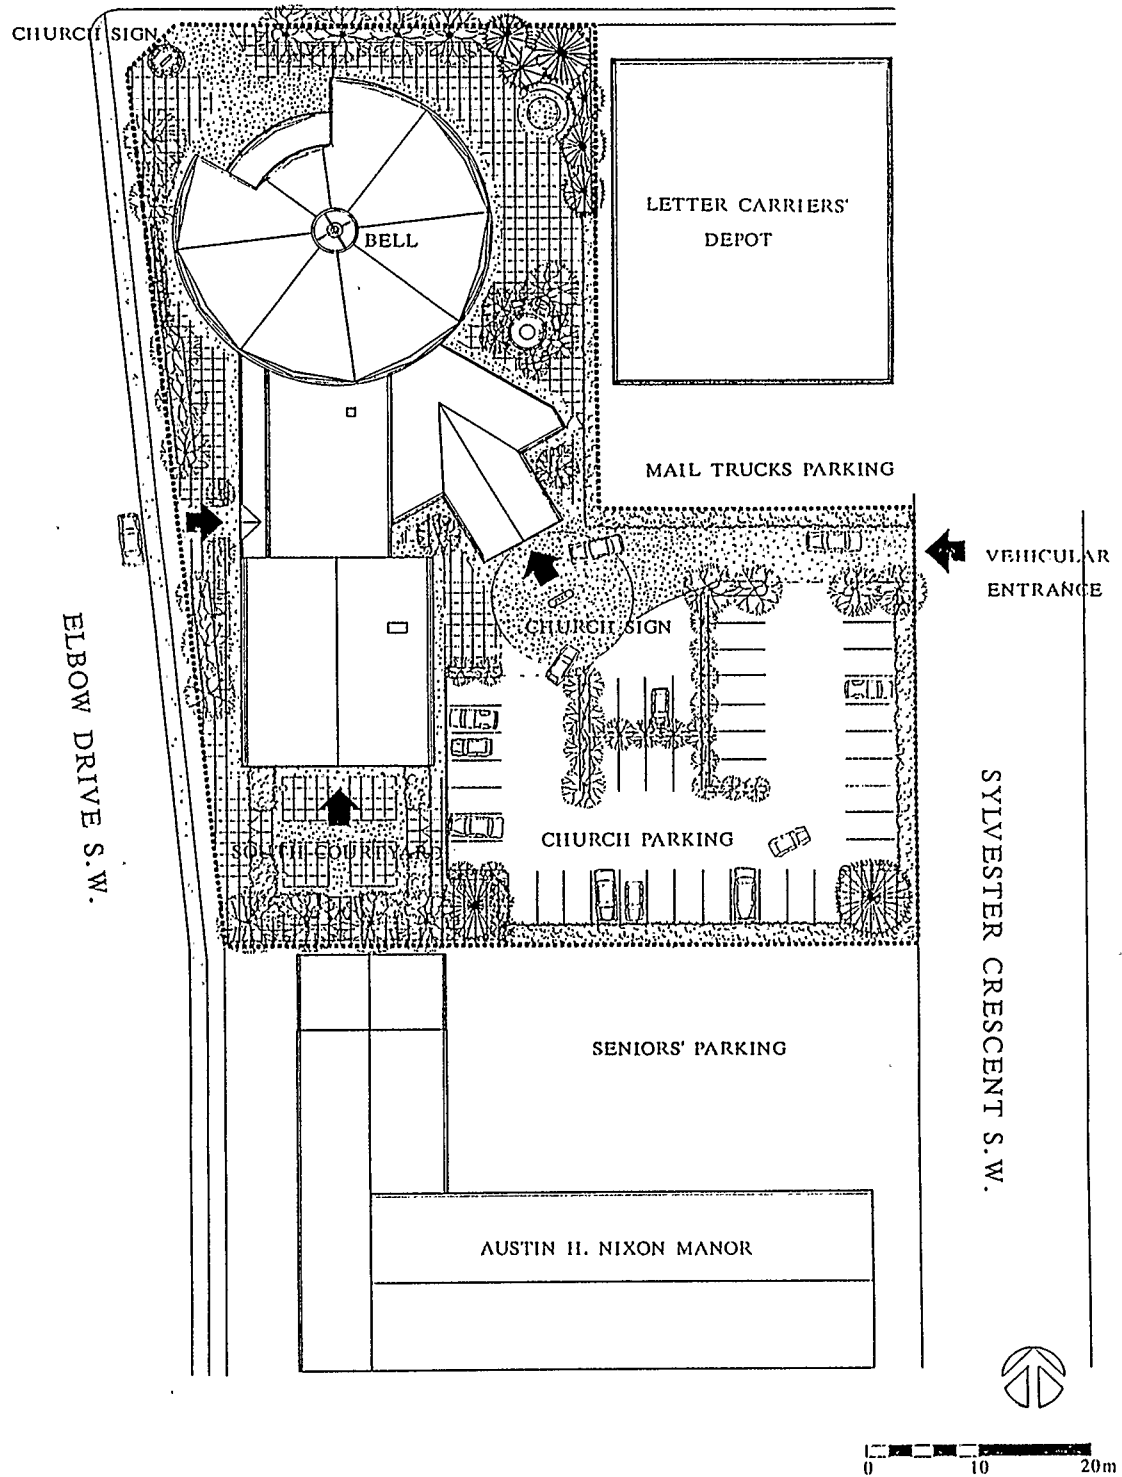 CHURCH SIGN
LETTER CARRIERS'
DEPOT
BELL
MAIL TRUCKS PARKING
VEHICULAR
ENTRANCE
CHURCH SIGN
ELBOW DRIVE S.W.
CHURCH PARKING
SOUTH COURTYARD
SYLVESTER CRESCENT S.W.
SENIORS' PARKING
AUSTIN H. NIXON MANOR
0 10 20m